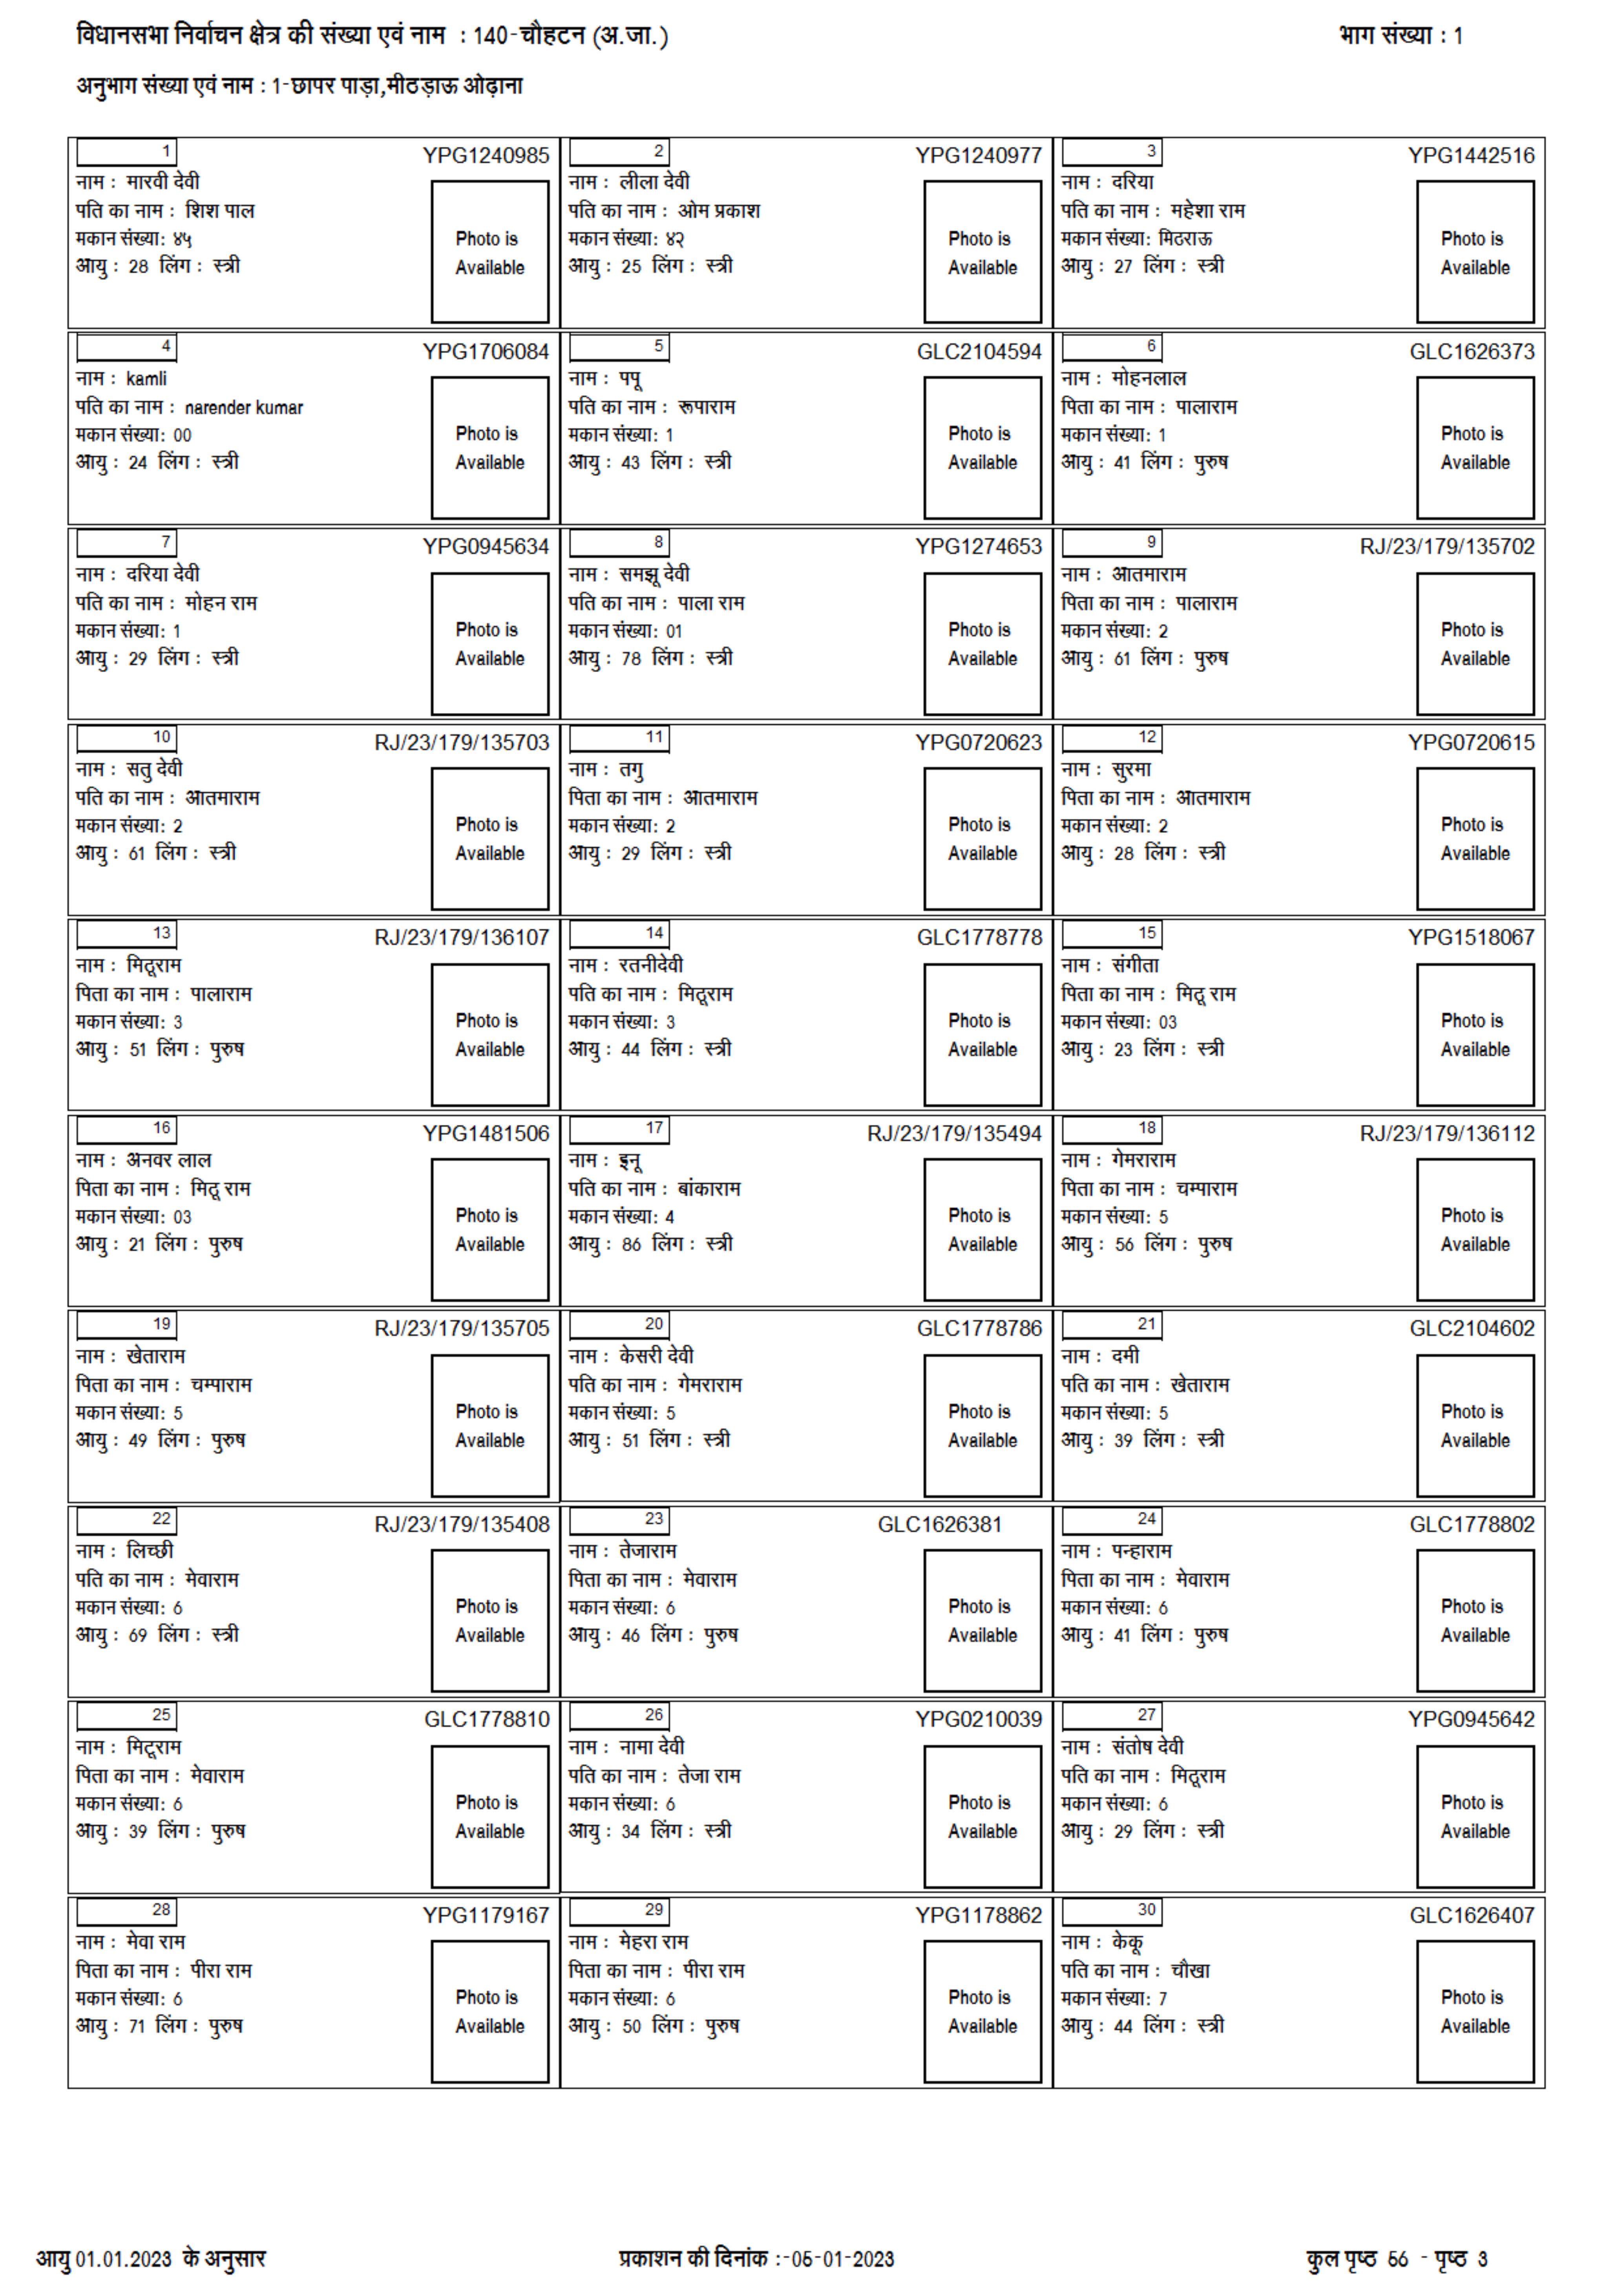 विधानसभा निर्वाचन क्षेत्र की संख्या एवं नाम : 140-चौहटन (अ.जा.) भाग संख्या : 1
अनुभाग संख्या एवं नाम : 1-छापर पाड़ा,मीठड़ाऊ ओढ़ाना
1 YPG1240985
नाम : मारवी देवी
पति का नाम : शिश पाल
मकान संख्या: ४५
आयु : 28 लिंग : स्त्री
Photo is
Available
2 YPG1240977
नाम : लीला देवी
पति का नाम : ओम प्रकाश
मकान संख्या: ४२
आयु : 25 लिंग : स्त्री
Photo is
Available
3 YPG1442516
नाम : दरिया
पति का नाम : महेशा राम
मकान संख्या: मिठराऊ
आयु : 27 लिंग : स्त्री
Photo is
Available
4 YPG1706084
नाम : kamli
पति का नाम : narender kumar
मकान संख्या: 00
आयु : 24 लिंग : स्त्री
Photo is
Available
5 GLC2104594
नाम : पपू
पति का नाम : रूपाराम
मकान संख्या: 1
आयु : 43 लिंग : स्त्री
Photo is
Available
6 GLC1626373
नाम : मोहनलाल
पिता का नाम : पालाराम
मकान संख्या: 1
आयु : 41 लिंग : पुरुष
Photo is
Available
7 YPG0945634
नाम : दरिया देवी
पति का नाम : मोहन राम
मकान संख्या: 1
आयु : 29 लिंग : स्त्री
Photo is
Available
8 YPG1274653
नाम : समझू देवी
पति का नाम : पाला राम
मकान संख्या: 01
आयु : 78 लिंग : स्त्री
Photo is
Available
9 RJ/23/179/135702
नाम : आतमाराम
पिता का नाम : पालाराम
मकान संख्या: 2
आयु : 61 लिंग : पुरुष
Photo is
Available
10 RJ/23/179/135703
नाम : सतु देवी
पति का नाम : आतमाराम
मकान संख्या: 2
आयु : 61 लिंग : स्त्री
Photo is
Available
11 YPG0720623
नाम : तगु
पिता का नाम : आतमाराम
मकान संख्या: 2
आयु : 29 लिंग : स्त्री
Photo is
Available
12 YPG0720615
नाम : सुरमा
पिता का नाम : आतमाराम
मकान संख्या: 2
आयु : 28 लिंग : स्त्री
Photo is
Available
13 RJ/23/179/136107
नाम : मिठूराम
पिता का नाम : पालाराम
मकान संख्या: 3
आयु : 51 लिंग : पुरुष
Photo is
Available
14 GLC1778778
नाम : रतनीदेवी
पति का नाम : मिठूराम
मकान संख्या: 3
आयु : 44 लिंग : स्त्री
Photo is
Available
15 YPG1518067
नाम : संगीता
पिता का नाम : मिठू राम
मकान संख्या: 03
आयु : 23 लिंग : स्त्री
Photo is
Available
16 YPG1481506
नाम : अनवर लाल
पिता का नाम : मिठू राम
मकान संख्या: 03
आयु : 21 लिंग : पुरुष
Photo is
Available
17 RJ/23/179/135494
नाम : इनू
पति का नाम : बांकाराम
मकान संख्या: 4
आयु : 86 लिंग : स्त्री
Photo is
Available
18 RJ/23/179/136112
नाम : गेमराराम
पिता का नाम : चम्पाराम
मकान संख्या: 5
आयु : 56 लिंग : पुरुष
Photo is
Available
19 RJ/23/179/135705
नाम : खेताराम
पिता का नाम : चम्पाराम
मकान संख्या: 5
आयु : 49 लिंग : पुरुष
Photo is
Available
20 GLC1778786
नाम : केसरी देवी
पति का नाम : गेमराराम
मकान संख्या: 5
आयु : 51 लिंग : स्त्री
Photo is
Available
21 GLC2104602
नाम : दमी
पति का नाम : खेताराम
मकान संख्या: 5
आयु : 39 लिंग : स्त्री
Photo is
Available
22 RJ/23/179/135408
नाम : लिच्छी
पति का नाम : मेवाराम
मकान संख्या: 6
आयु : 69 लिंग : स्त्री
Photo is
Available
23 GLC1626381
नाम : तेजाराम
पिता का नाम : मेवाराम
मकान संख्या: 6
आयु : 46 लिंग : पुरुष
Photo is
Available
24 GLC1778802
नाम : पन्हाराम
पिता का नाम : मेवाराम
मकान संख्या: 6
आयु : 41 लिंग : पुरुष
Photo is
Available
25 GLC1778810
नाम : मिटूराम
पिता का नाम : मेवाराम
मकान संख्या: 6
आयु : 39 लिंग : पुरुष
Photo is
Available
26 YPG0210039
नाम : नामा देवी
पति का नाम : तेजा राम
मकान संख्या: 6
आयु : 34 लिंग : स्त्री
Photo is
Available
27 YPG0945642
नाम : संतोष देवी
पति का नाम : मिठूराम
मकान संख्या: 6
आयु : 29 लिंग : स्त्री
Photo is
Available
28 YPG1179167
नाम : मेवा राम
पिता का नाम : पीरा राम
मकान संख्या: 6
आयु : 71 लिंग : पुरुष
Photo is
Available
29 YPG1178862
नाम : मेहरा राम
पिता का नाम : पीरा राम
मकान संख्या: 6
आयु : 50 लिंग : पुरुष
Photo is
Available
30 GLC1626407
नाम : केकू
पति का नाम : चौखा
मकान संख्या: 7
आयु : 44 लिंग : स्त्री
Photo is
Available
आयु 01.01.2023 के अनुसार प्रकाशन की दिनांक :-05-01-2023 कुल पृष्ठ 56 - पृष्ठ 3